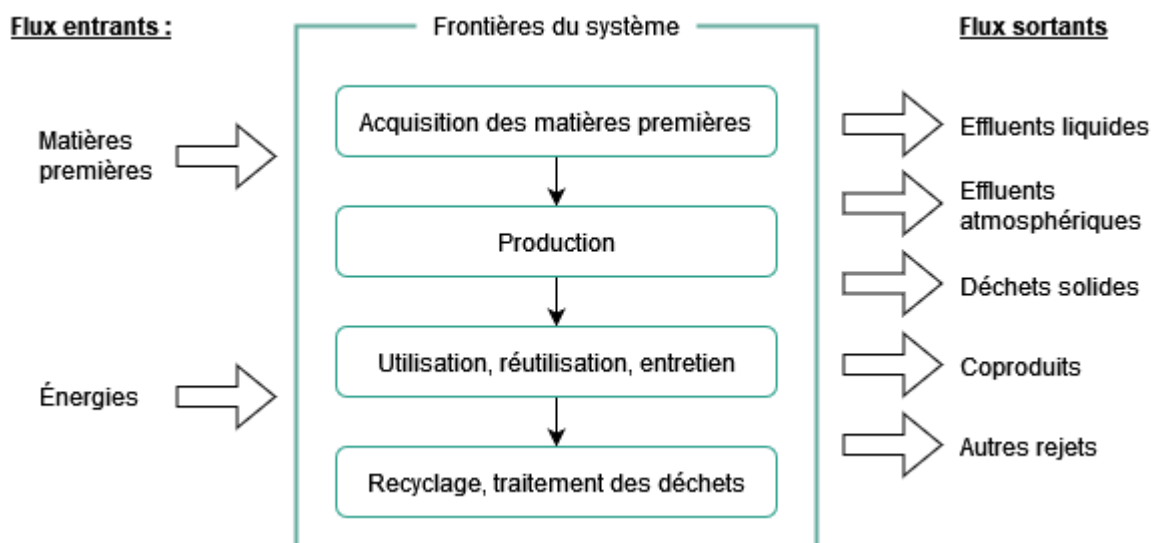 Flux entrants :
Frontières du système
Flux sortants
Matières
premières
Énergies
Acquisition des matières premières
Production
Utilisation, réutilisation, entretien
Recyclage, traitement des déchets
Effluents liquides
Effluents
atmosphériques
Déchets solides
Coproduits
Autres rejets